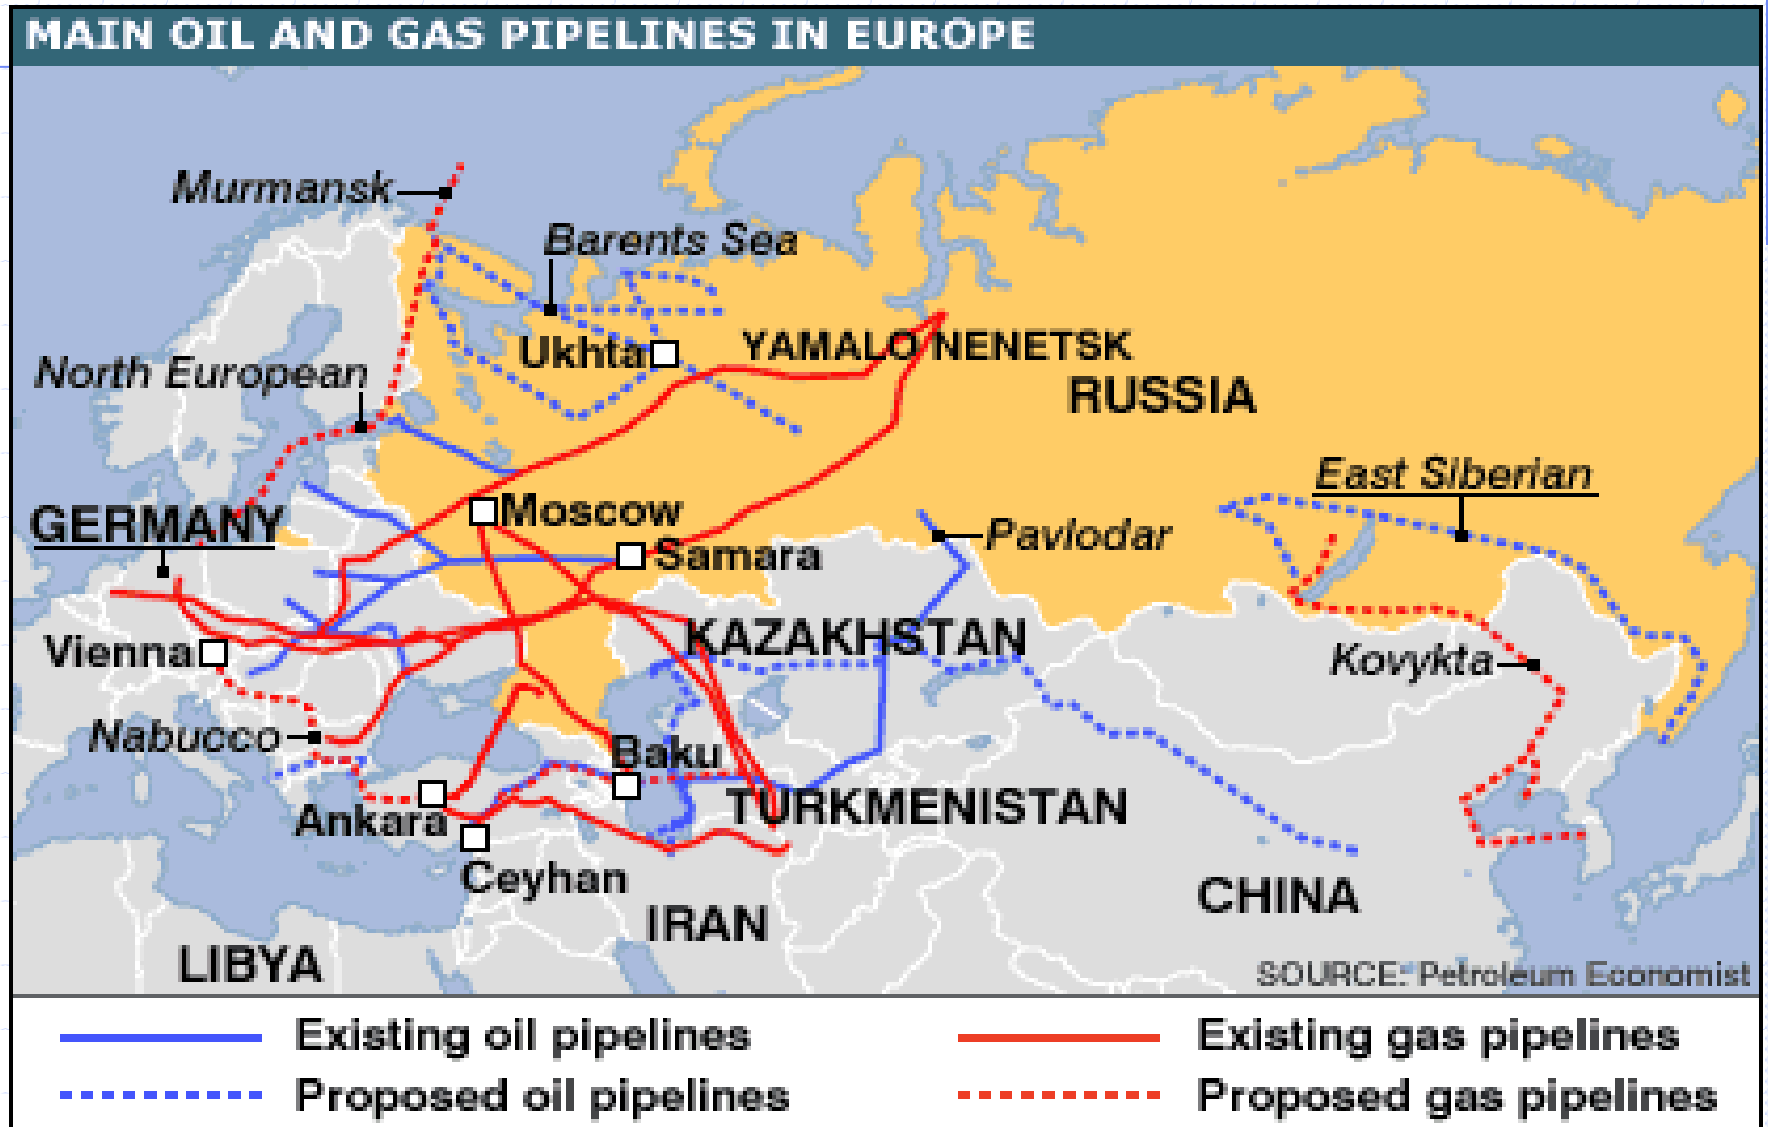 MAIN OIL AND GAS PIPELINES IN EUROPE
Murmansk
Barents Sea
Ukhta
YAMALO NENETSK
North European
RUSSIA
East Siberian
GERMANY
Moscow
Pavlodar
Samara
Vienna
KAZAKHSTAN
Kovykta
Nabucco
Baku
Ankara
TURKMENISTAN
Ceyhan
CHINA
IRAN
LIBYA
SOURCE: Petroleum Economist
Existing oil pipelines
Existing gas pipelines
Proposed oil pipelines
Proposed gas pipelines